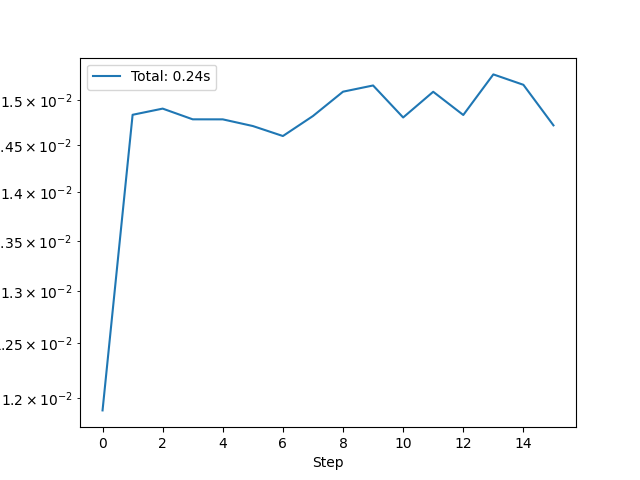 Total: 0.24s
1.5 × 10⁻²
.45 × 10⁻²
1.4 × 10⁻²
.35 × 10⁻²
1.3 × 10⁻²
.25 × 10⁻²
1.2 × 10⁻²
0 2 4 6 8 10 12 14
Step